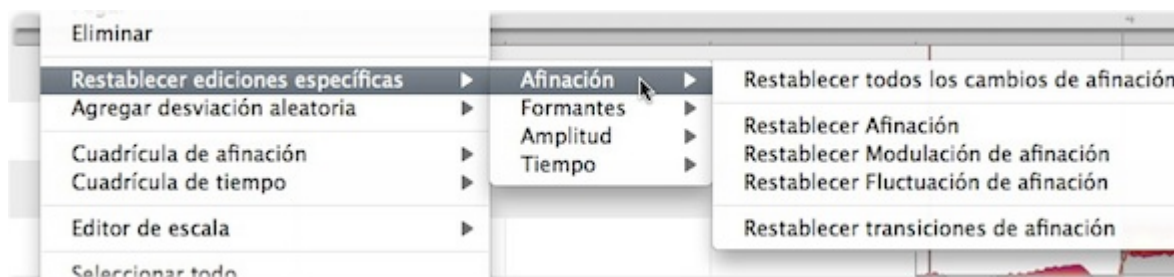 Eliminar
Restablecer ediciones específicas
Agregar desviación aleatoria
Cuadrícula de afinación
Cuadrícula de tiempo
Editor de escala
Seleccionar todo
Afinación
Formantes
Amplitud
Tiempo
Restablecer todos los cambios de afinación
Restablecer Afinación
Restablecer Modulación de afinación
Restablecer Fluctuación de afinación
Restablecer transiciones de afinación